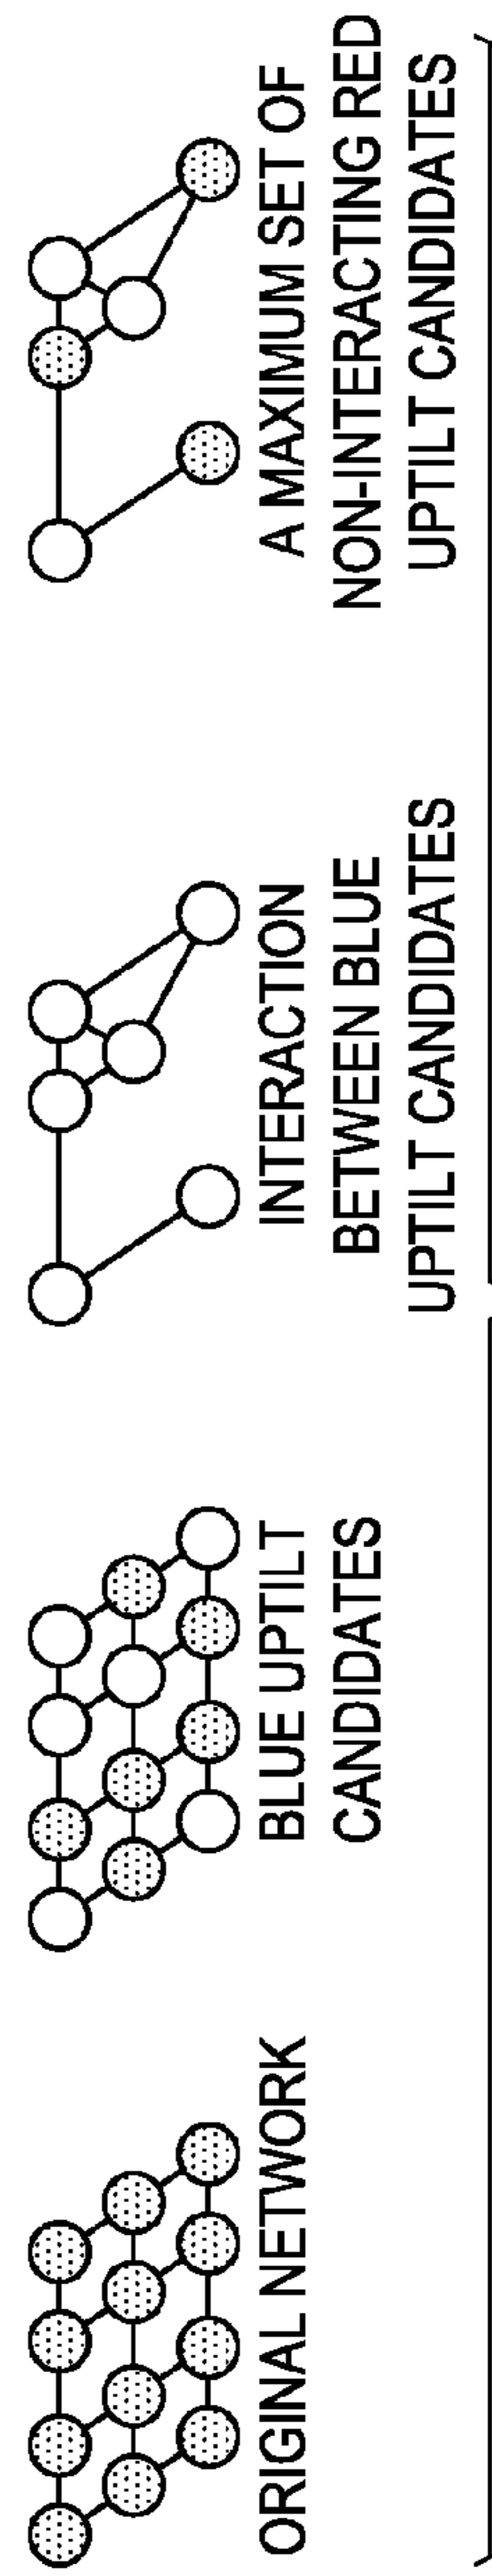 ORIGINAL NETWORK
BLUE UPTILT
CANDIDATES
INTERACTION
BETWEEN BLUE
UPTILT CANDIDATES
A MAXIMUM SET OF
NON-INTERACTING RED
UPTILT CANDIDATES